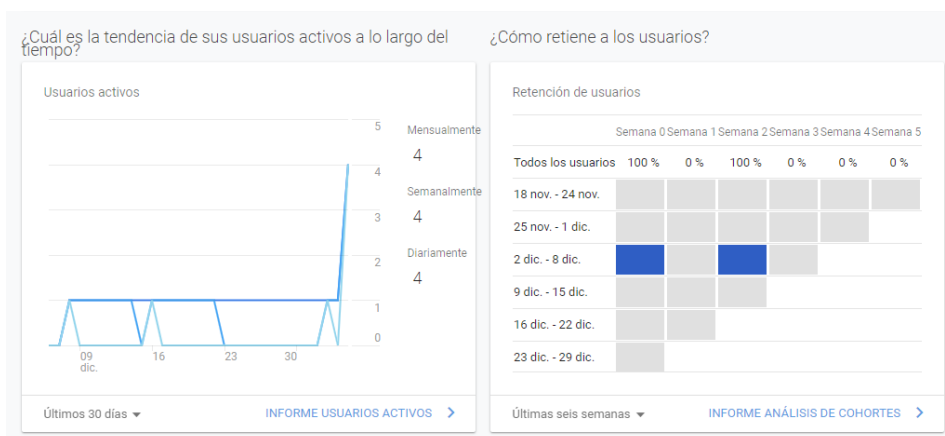 ¿Cuál es la tendencia de sus usuarios activos a lo largo del
tiempo?
Usuarios activos
5
4
3
2
1
0
09
dic.
16
23
30
Mensualmente
4
Semanalmente
4
Diariamente
4
Últimos 30 días
INFORME USUARIOS ACTIVOS
¿Cómo retiene a los usuarios?
Retención de usuarios
Semana 0 Semana 1 Semana 2 Semana 3 Semana 4 Semana 5
Todos los usuarios 100 % 0 % 100 % 0 % 0 % 0 %
18 nov. - 24 nov.
25 nov. - 1 dic.
2 dic. - 8 dic.
9 dic. - 15 dic.
16 dic. - 22 dic.
23 dic. - 29 dic.
Últimas seis semanas
INFORME ANÁLISIS DE COHORTES